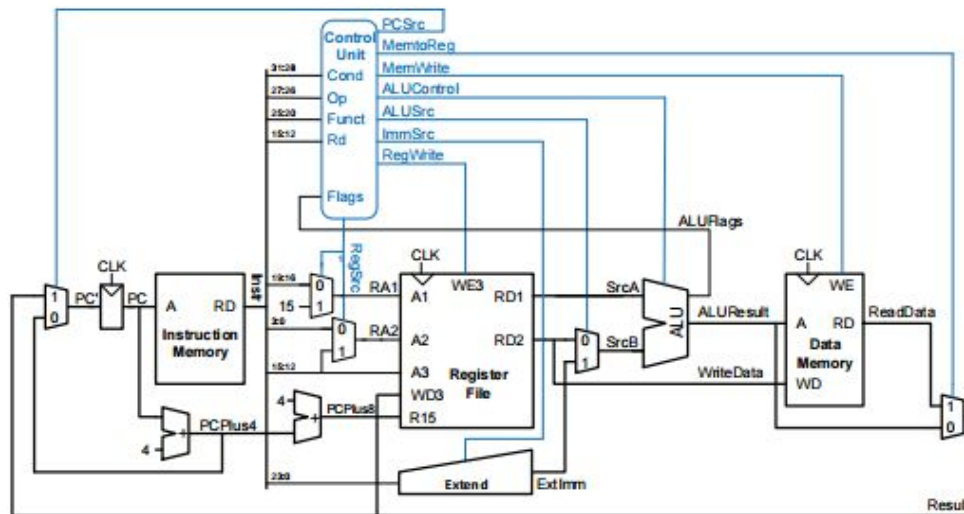 PCSrc
Control Unit
MemtoReg
31:28
Cond
MemWrite
27:26
Op
ALUControl
25:20
Funct
ALUSrc
15:12
Rd
ImmSrc
RegWrite
Flags
ALUFlags
RegSrc
CLK
CLK
CLK
Instr
19:16
0
RA1
A1
WE3
RD1
SrcA
WE
1
PC'
PC
A
RD
15
1
ALUResult
A
RD
ReadData
0
Instruction Memory
3:0
0
RA2
A2
RD2
0
SrcB
ALU
Data Memory
1
1
15:12
A3
Register File
WriteData
WD
4
WD3
1
PCPlus4
+
PCPlus8
R15
0
4
+
23:0
Extend
ExtImm
Result